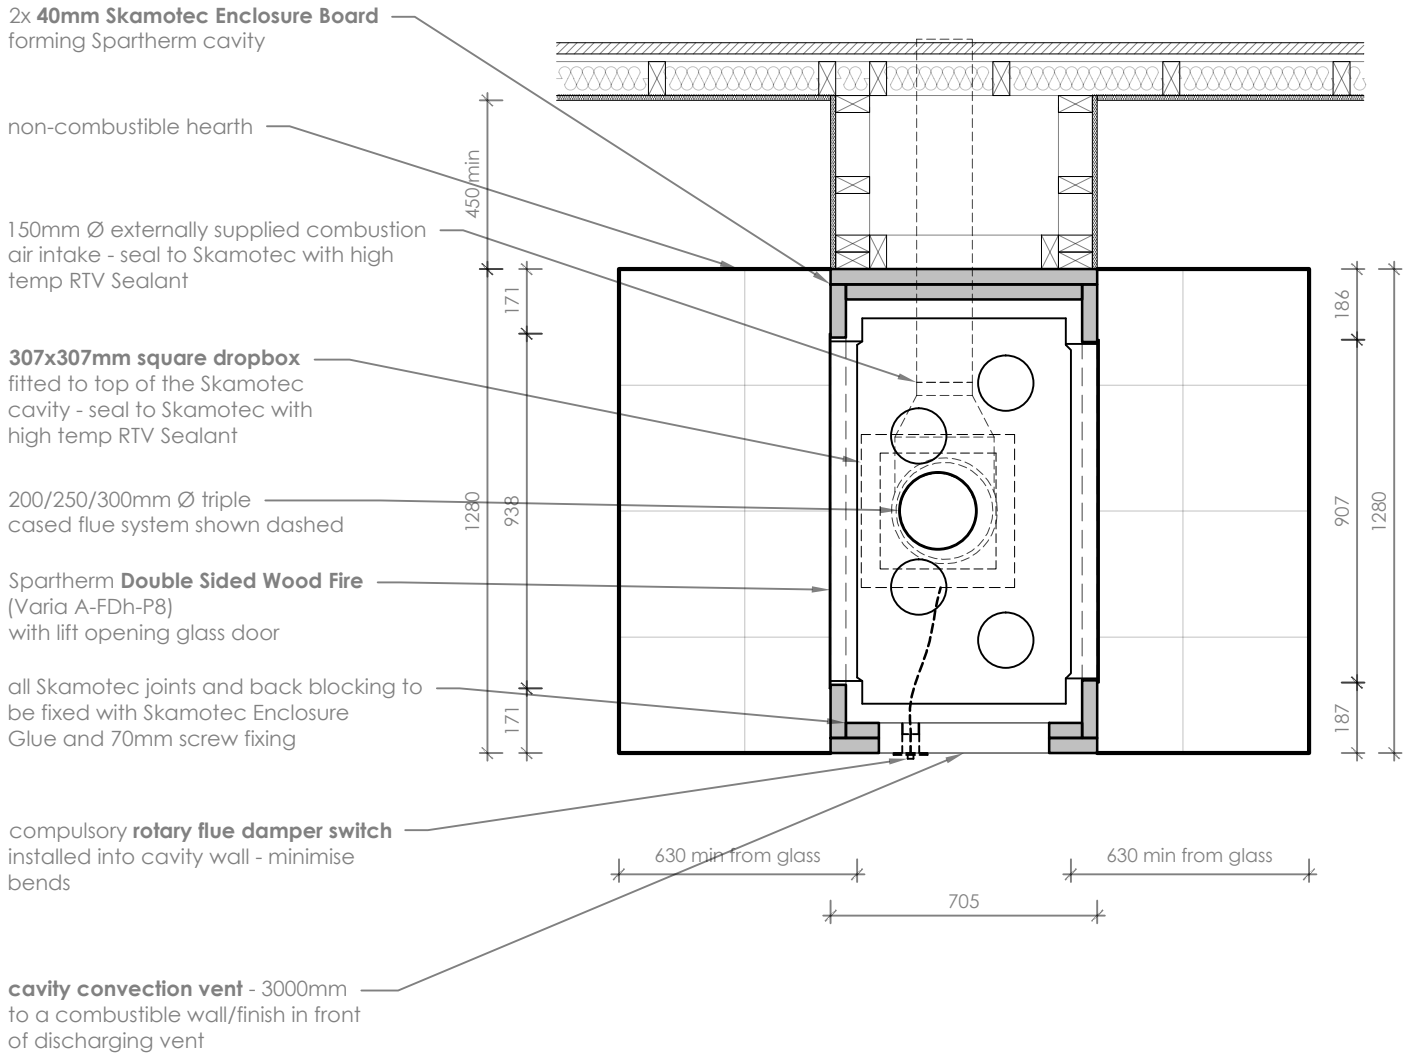 2x 40mm Skamotec Enclosure Board
forming Spartherm cavity
non-combustible hearth
150mm Ø externally supplied combustion
air intake - seal to Skamotec with high
temp RTV Sealant
307x307mm square dropbox
fitted to top of the Skamotec
cavity - seal to Skamotec with
high temp RTV Sealant
200/250/300mm Ø triple
cased flue system shown dashed
Spartherm Double Sided Wood Fire
(Varia A-FDh-P8)
with lift opening glass door
all Skamotec joints and back blocking to
be fixed with Skamotec Enclosure
Glue and 70mm screw fixing
compulsory rotary flue damper switch
installed into cavity wall - minimise
bends
cavity convection vent - 3000mm
to a combustible wall/finish in front
of discharging vent
450 min
1280
171
938
171
186
907
187
1280
630 min from glass
630 min from glass
705